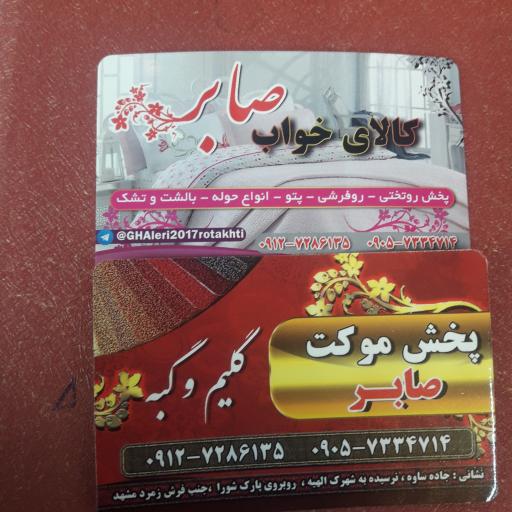 کالای خواب صابر
پخش روتختی - روفرشی - پتو - انواع حوله - بالشت و تشک
@GHAleri2017rotakhti
۰۹۱۲-۷۲۸۶۱۳۵ ۰۹۰۵-۷۳۳۴۷۱۴
پخش موکت
صابر
گلیم و گبه
۰۹۱۲-۷۲۸۶۱۳۵ ۰۹۰۵-۷۳۳۴۷۱۴
نشانی : جاده ساوه ، نرسیده به شهرک الهیه ، روبروی پارک شورا ،جنب فرش زمرد مشهد